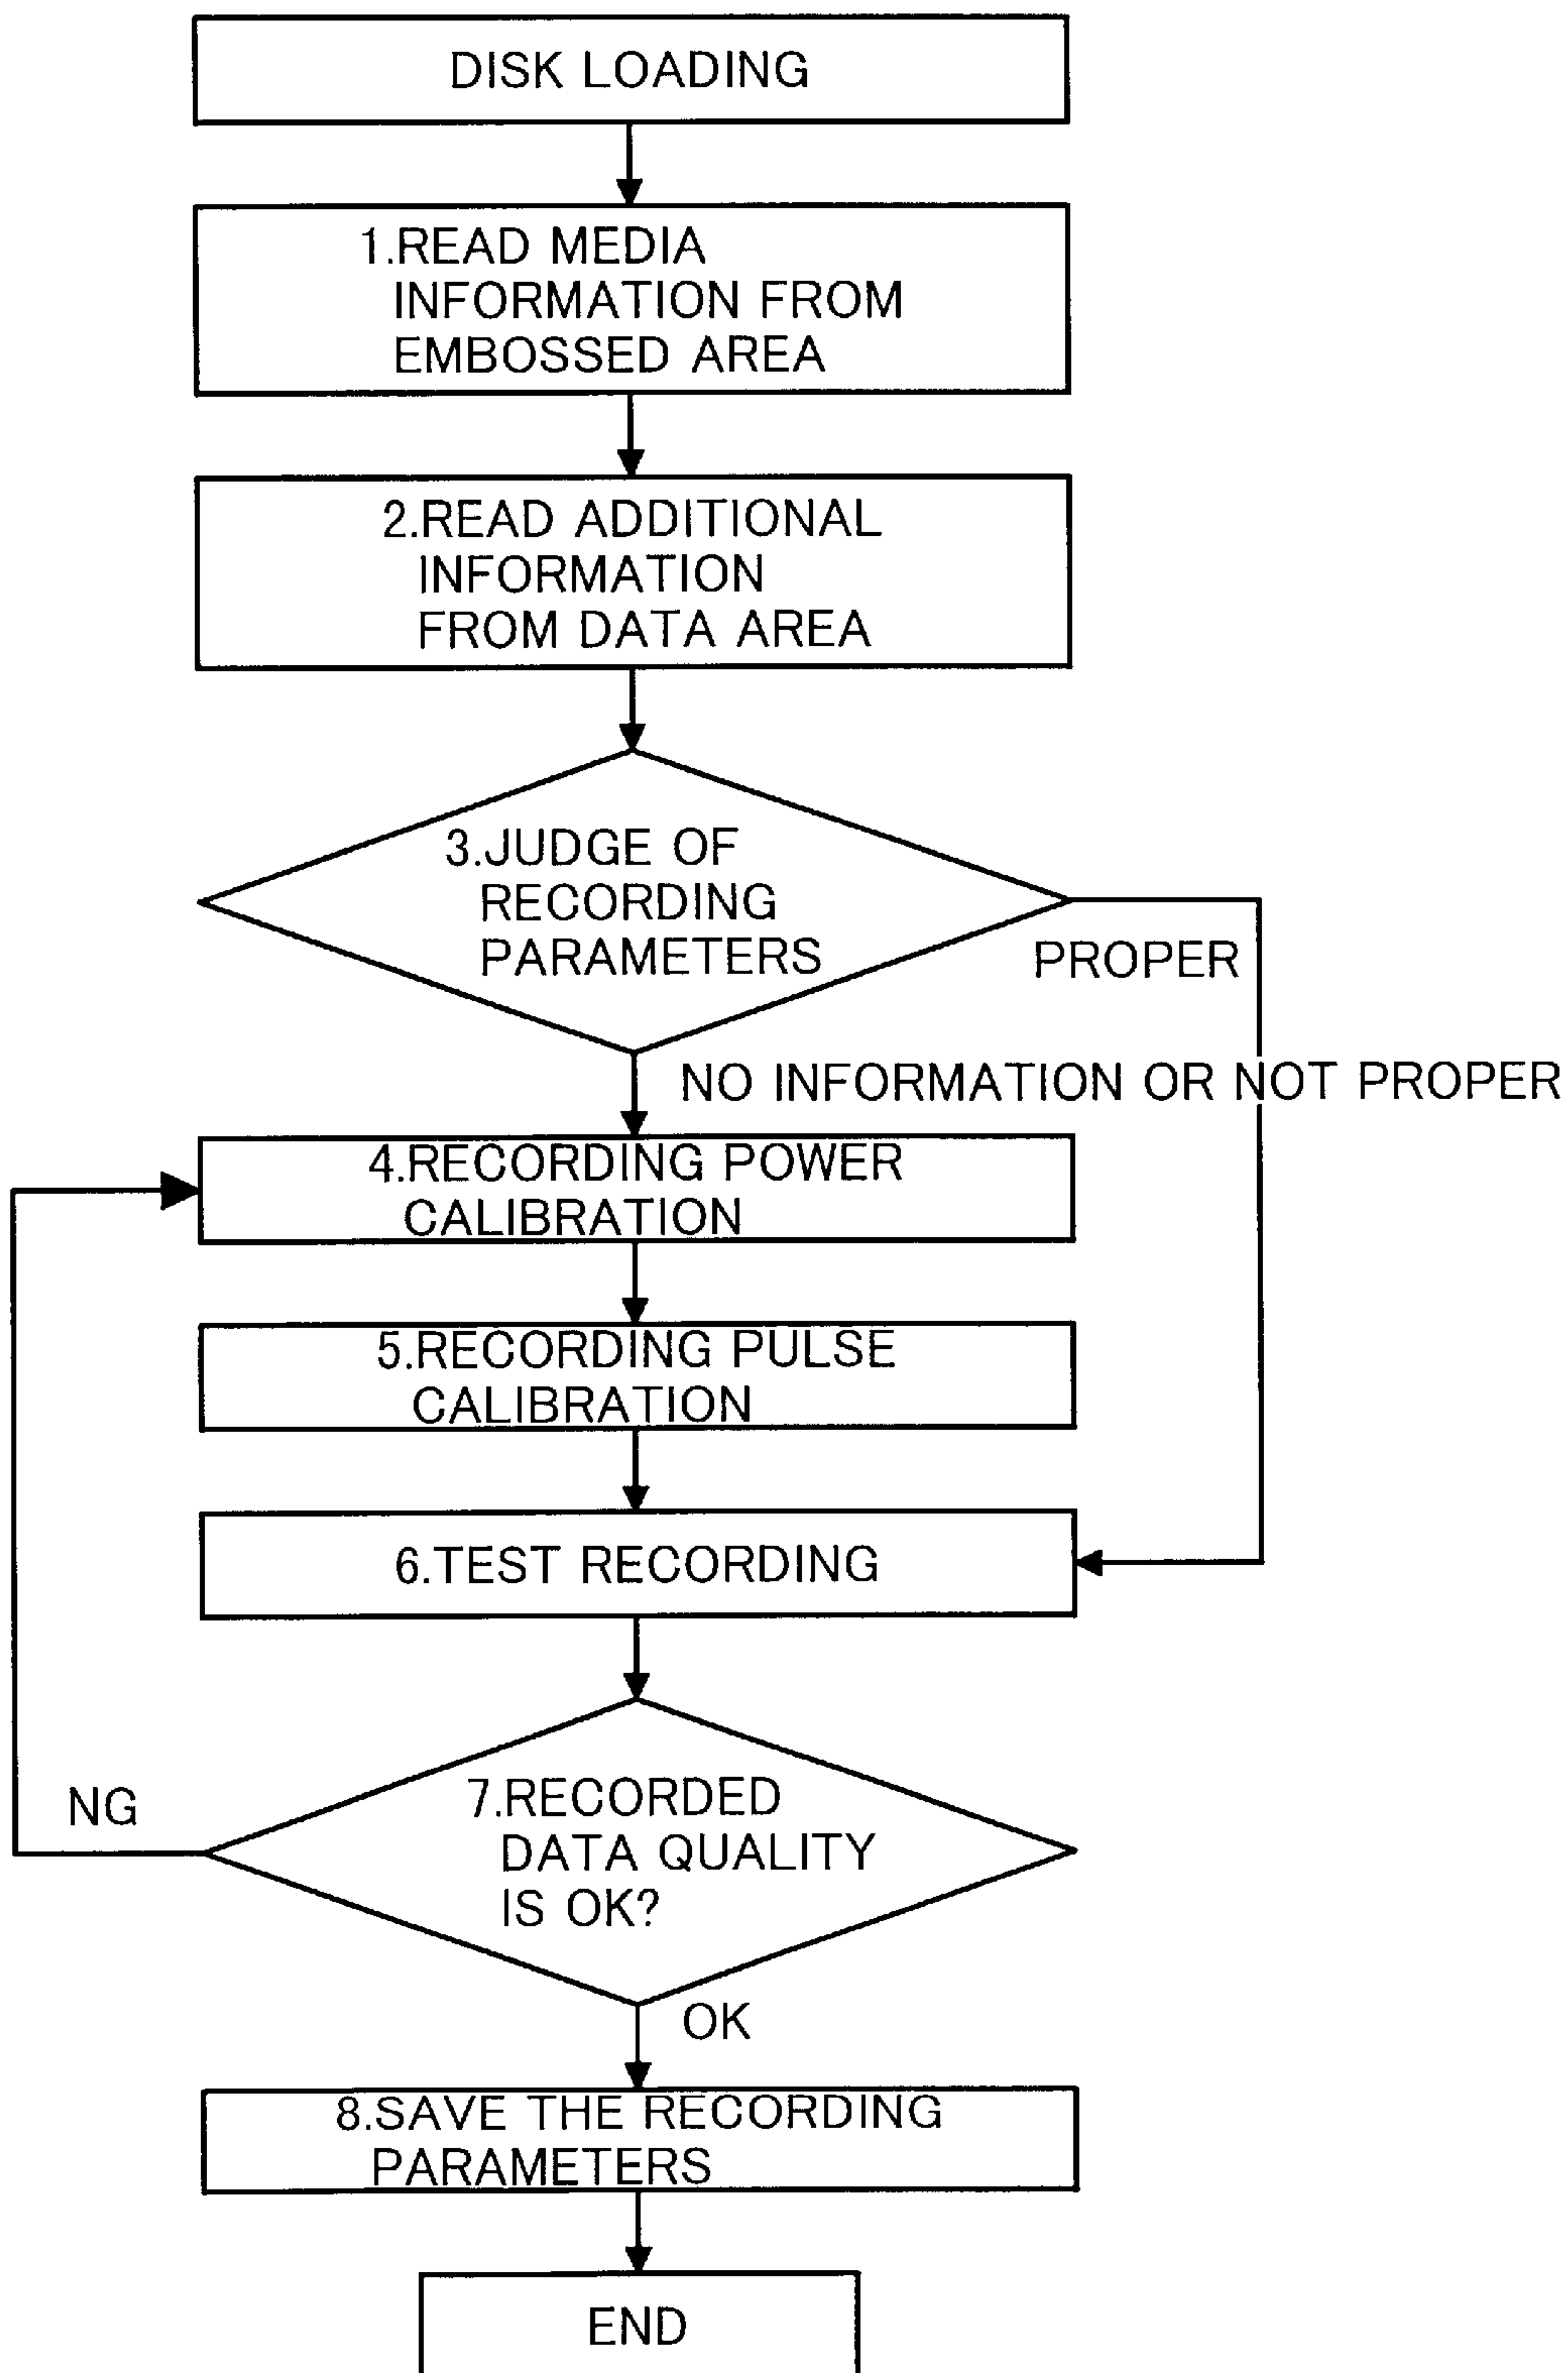 DISK LOADING
1.READ MEDIA
INFORMATION FROM
EMBOSSED AREA
2.READ ADDITIONAL
INFORMATION
FROM DATA AREA
3.JUDGE OF
RECORDING
PARAMETERS
PROPER
NO INFORMATION OR NOT PROPER
4.RECORDING POWER
CALIBRATION
5.RECORDING PULSE
CALIBRATION
6.TEST RECORDING
7.RECORDED
DATA QUALITY
IS OK?
NG
OK
8.SAVE THE RECORDING
PARAMETERS
END